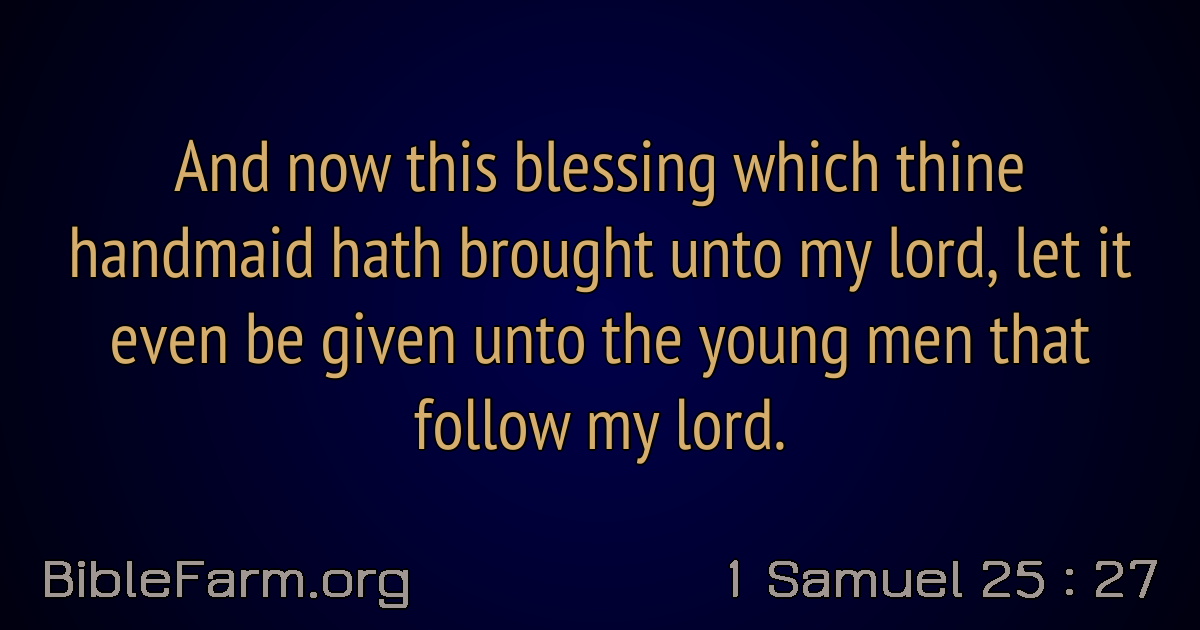 And now this blessing which thine
handmaid hath brought unto my lord, let it
even be given unto the young men that
follow my lord.
BibleFarm.org
1 Samuel 25 : 27